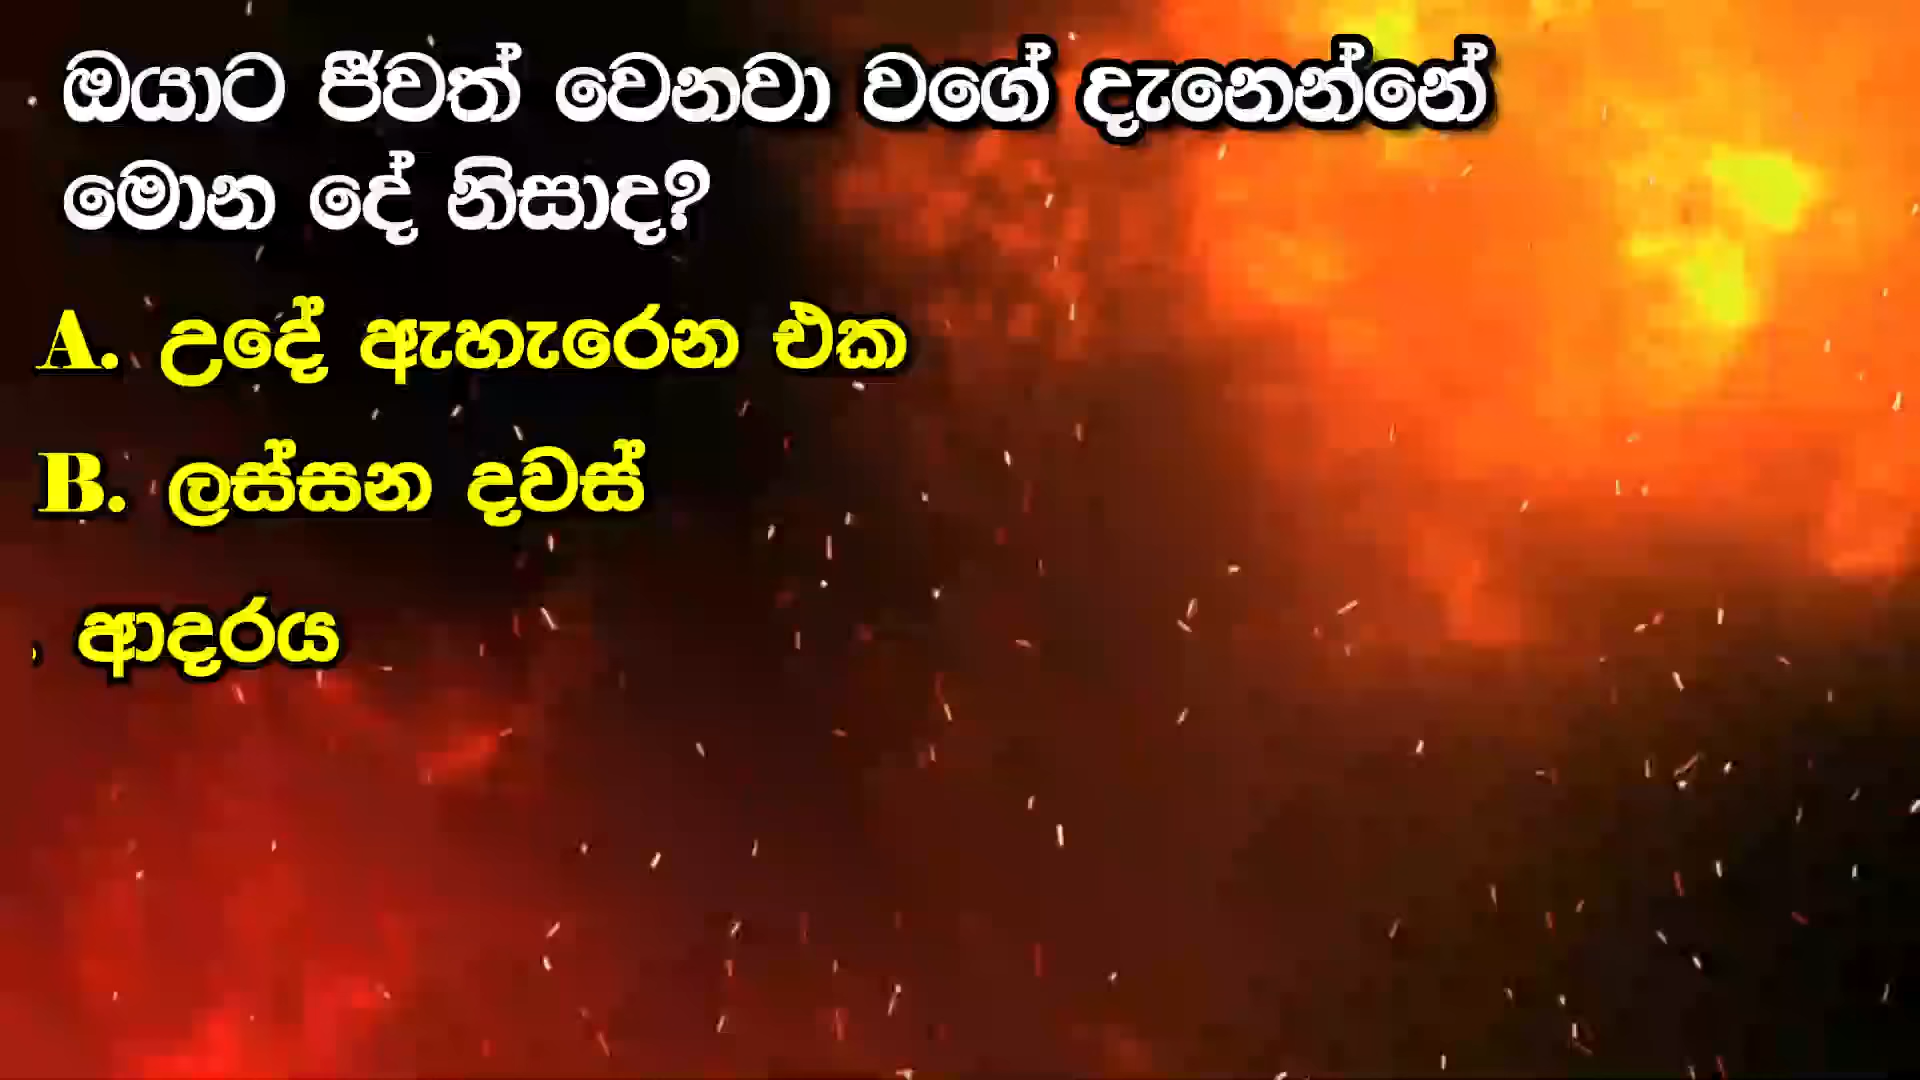 ඔයාට ජීවත් වෙනවා වගේ දැනෙන්නේ
මොන දේ නිසාද?
A. උදේ ඇහැරෙන එක
B. ලස්සන දවස්
. ආදරය